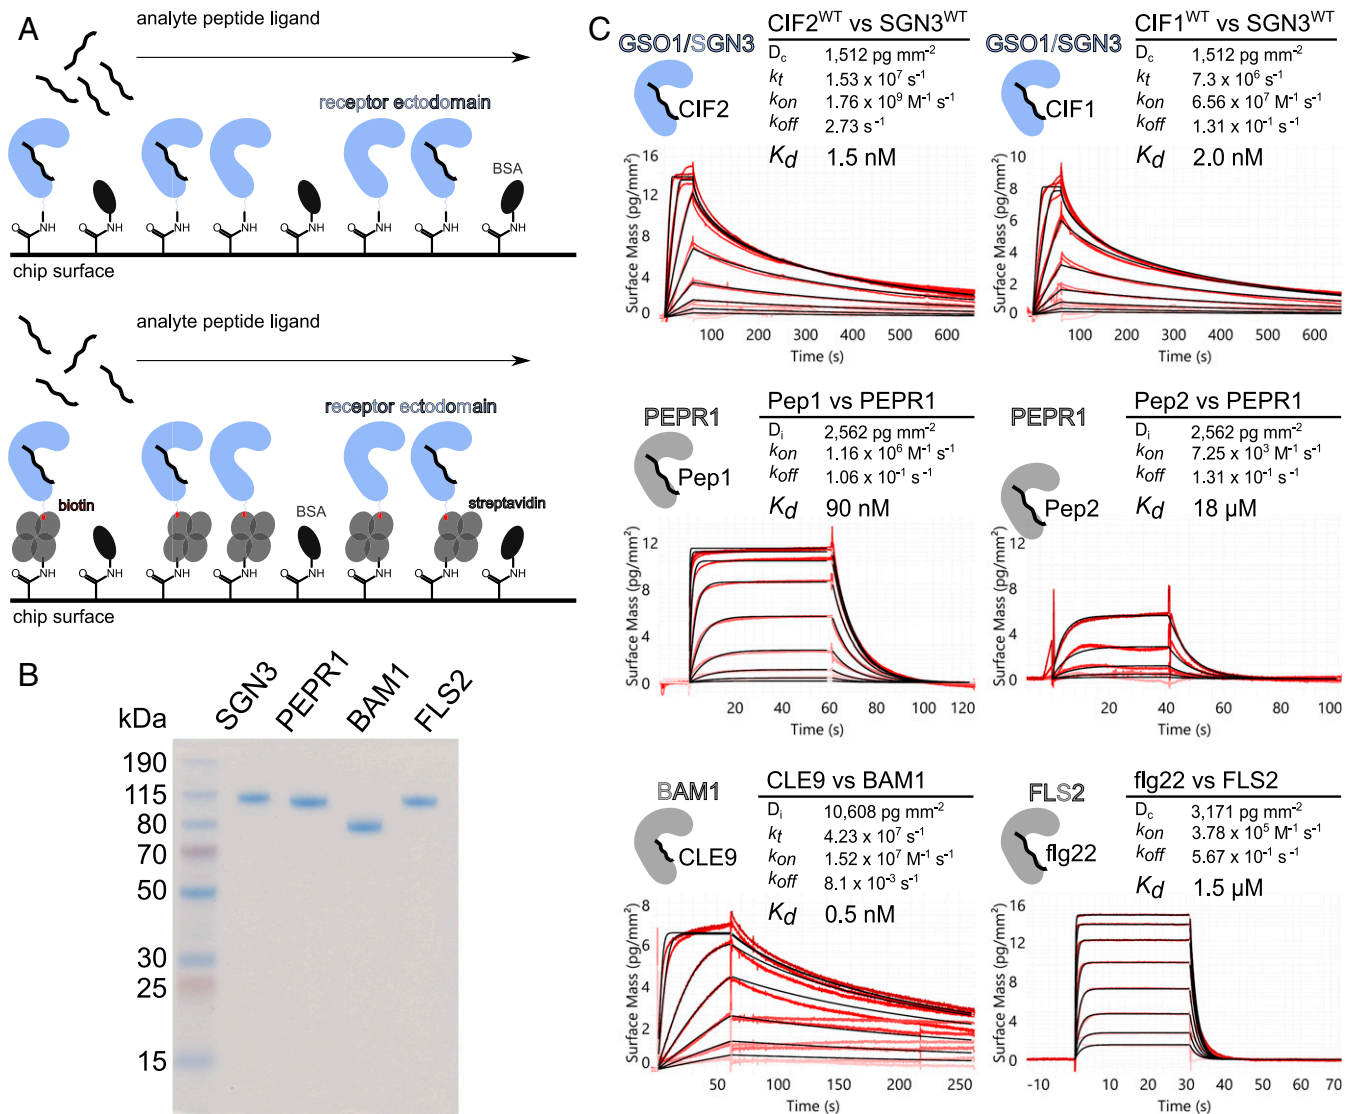 A
analyte peptide ligand
receptor ectodomain
BSA
O
NH
O
NH
O
NH
O
NH
chip surface
analyte peptide ligand
receptor ectodomain
biotin
BSA
streptavidin
O
NH
O
NH
O
NH
O
NH
chip surface
B
kDa
SGN3
PEPR1
BAM1
FLS2
190
115
80
70
50
30
25
15
C
GSO1/SGN3
CIF2
CIF2WT vs SGN3WT
Dc 1,512 pg mm-2
kt 1.53 x 10⁷ s-1
kon 1.76 x 10⁹ M-1 s-1
koff 2.73 s-1
Kd 1.5 nM
Surface Mass (pg/mm²)
16
12
8
4
0
100 200 300 400 500 600
Time (s)
GSO1/SGN3
CIF1
CIF1WT vs SGN3WT
Dc 1,512 pg mm-2
kt 7.3 x 10⁶ s-1
kon 6.56 x 10⁷ M-1 s-1
koff 1.31 x 10-1 s-1
Kd 2.0 nM
Surface Mass (pg/mm²)
10
8
6
4
2
0
100 200 300 400 500 600
Time (s)
PEPR1
Pep1
Pep1 vs PEPR1
Di 2,562 pg mm-2
kon 1.16 x 10⁶ M-1 s-1
koff 1.06 x 10-1 s-1
Kd 90 nM
Surface Mass (pg/mm²)
12
8
4
0
20 40 60 80 100 120
Time (s)
PEPR1
Pep2
Pep2 vs PEPR1
Di 2,562 pg mm-2
kon 7.25 x 10³ M-1 s-1
koff 1.31 x 10-1 s-1
Kd 18 µM
Surface Mass (pg/mm²)
12
8
4
0
20 40 60 80 100
Time (s)
BAM1
CLE9
CLE9 vs BAM1
Di 10,608 pg mm-2
kt 4.23 x 10⁷ s-1
kon 1.52 x 10⁷ M-1 s-1
koff 8.1 x 10-3 s-1
Kd 0.5 nM
Surface Mass (pg/mm²)
8
6
4
2
0
50 100 150 200 250
Time (s)
FLS2
flg22
flg22 vs FLS2
Dc 3,171 pg mm-2
kon 3.78 x 10⁵ M-1 s-1
koff 5.67 x 10-1 s-1
Kd 1.5 µM
Surface Mass (pg/mm²)
16
12
8
4
0
-10 10 20 30 40 50 60 70
Time (s)